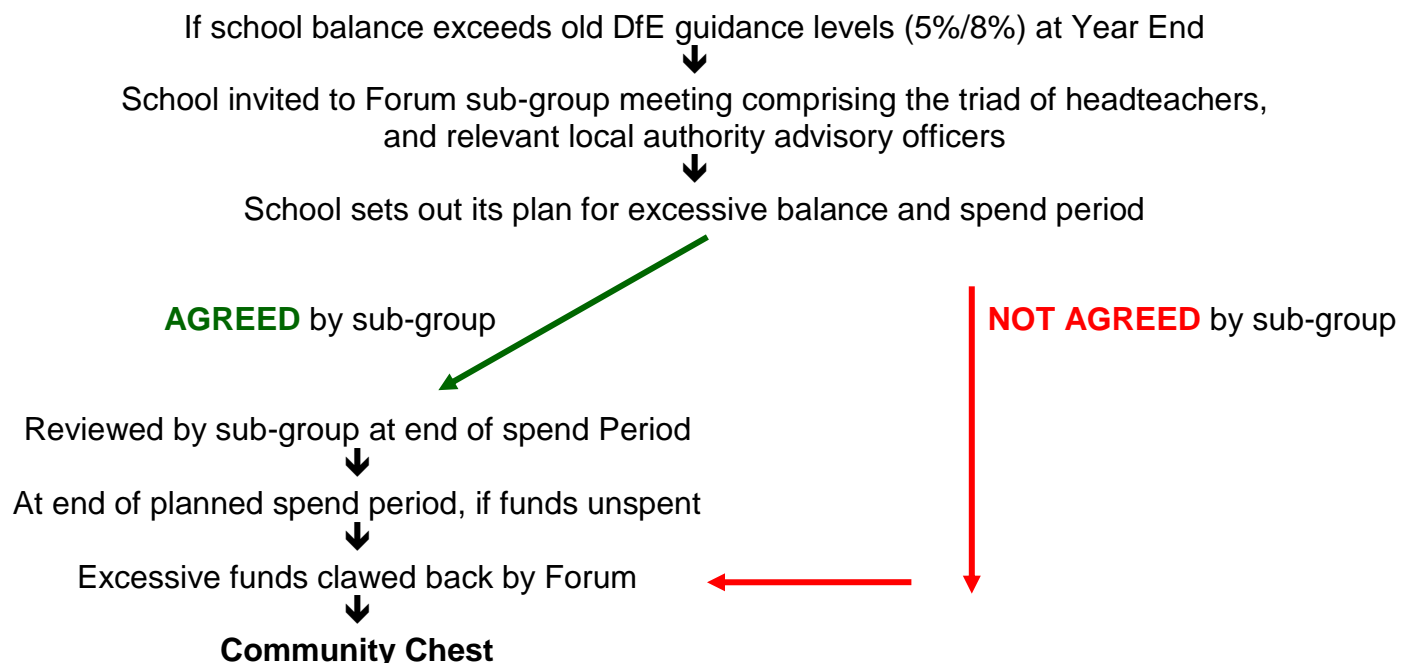 If school balance exceeds old DfE guidance levels (5%/8%) at Year End
School invited to Forum sub-group meeting comprising the triad of headteachers,
and relevant local authority advisory officers
School sets out its plan for excessive balance and spend period
AGREED by sub-group
NOT AGREED by sub-group
Reviewed by sub-group at end of spend Period
At end of planned spend period, if funds unspent
Excessive funds clawed back by Forum
Community Chest